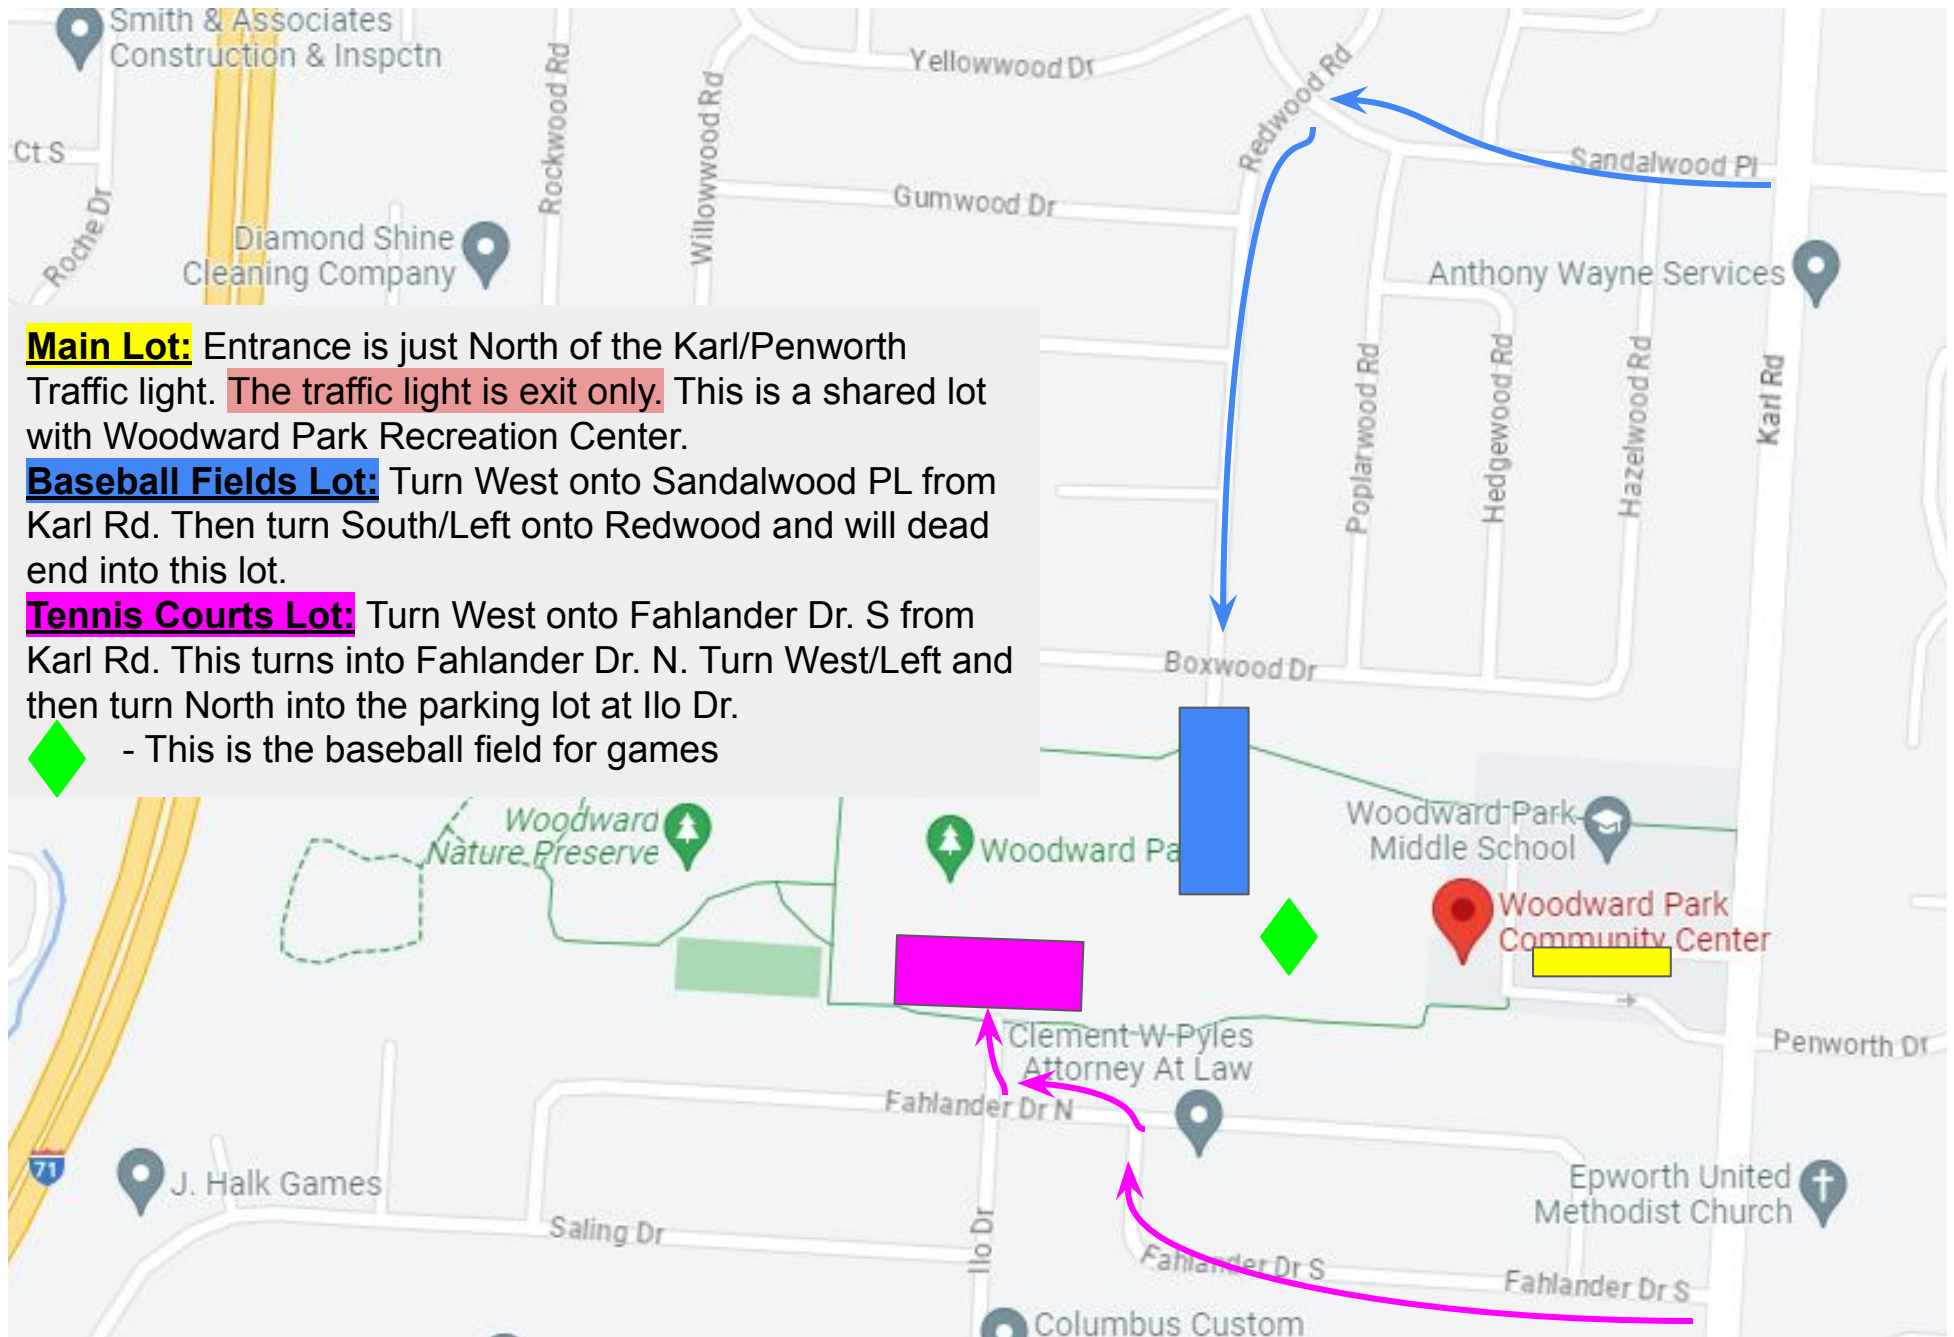 Smith & Associates
Construction & Inspctn
Yellowwood Dr
Redwood Rd
Rockwood Rd
Willowwood Rd
Ct S
Sandalwood Pl
Roche Dr
Gumwood Dr
Diamond Shine
Cleaning Company
Anthony Wayne Services
Main Lot: Entrance is just North of the Karl/Penworth
Traffic light. The traffic light is exit only. This is a shared lot
with Woodward Park Recreation Center.
Baseball Fields Lot: Turn West onto Sandalwood PL from
Karl Rd. Then turn South/Left onto Redwood and will dead
end into this lot.
Tennis Courts Lot: Turn West onto Fahlander Dr. S from
Karl Rd. This turns into Fahlander Dr. N. Turn West/Left and
then turn North into the parking lot at Ilo Dr.
- This is the baseball field for games
Poplarwood Rd
Hedgewood Rd
Hazelwood Rd
Karl Rd
Boxwood Dr
Woodward
Nature Preserve
Woodward Pa
Woodward Park
Middle School
Woodward Park
Community Center
Clement W Pyles
Attorney At Law
Penworth Dr
Fahlander Dr N
71
J. Halk Games
Epworth United
Methodist Church
Saling Dr
Ilo Dr
Fahlander Dr S
Fahlander Dr S
Columbus Custom